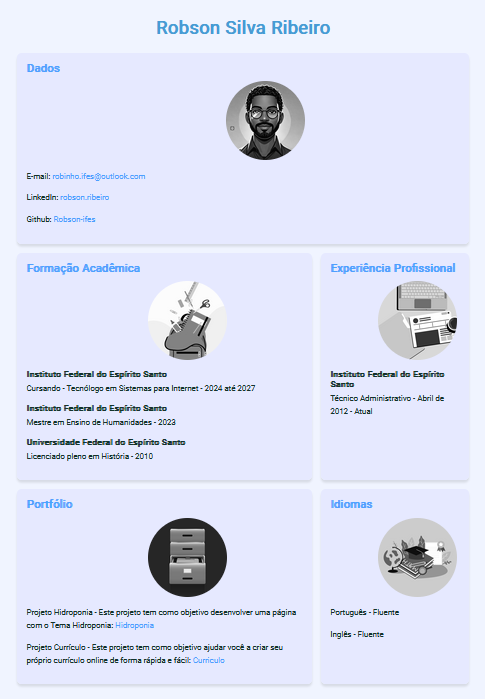 Robson Silva Ribeiro
Dados
E-mail: robinho.ifes@outlook.com
LinkedIn: robson.ribeiro
Github: Robson-ifes
Formação Acadêmica
Instituto Federal do Espírito Santo
Cursando - Tecnólogo em Sistemas para Internet - 2024 até 2027
Instituto Federal do Espírito Santo
Mestre em Ensino de Humanidades - 2023
Universidade Federal do Espírito Santo
Licenciado pleno em História - 2010
Experiência Profissional
Instituto Federal do Espírito
Santo
Técnico Administrativo - Abril de
2012 - Atual
Portfólio
Projeto Hidroponia - Este projeto tem como objetivo desenvolver uma página
com o Tema Hidroponia: Hidroponia
Projeto Currículo - Este projeto tem como objetivo ajudar você a criar seu
próprio currículo online de forma rápida e fácil: Curriculo
Idiomas
Português - Fluente
Inglês - Fluente